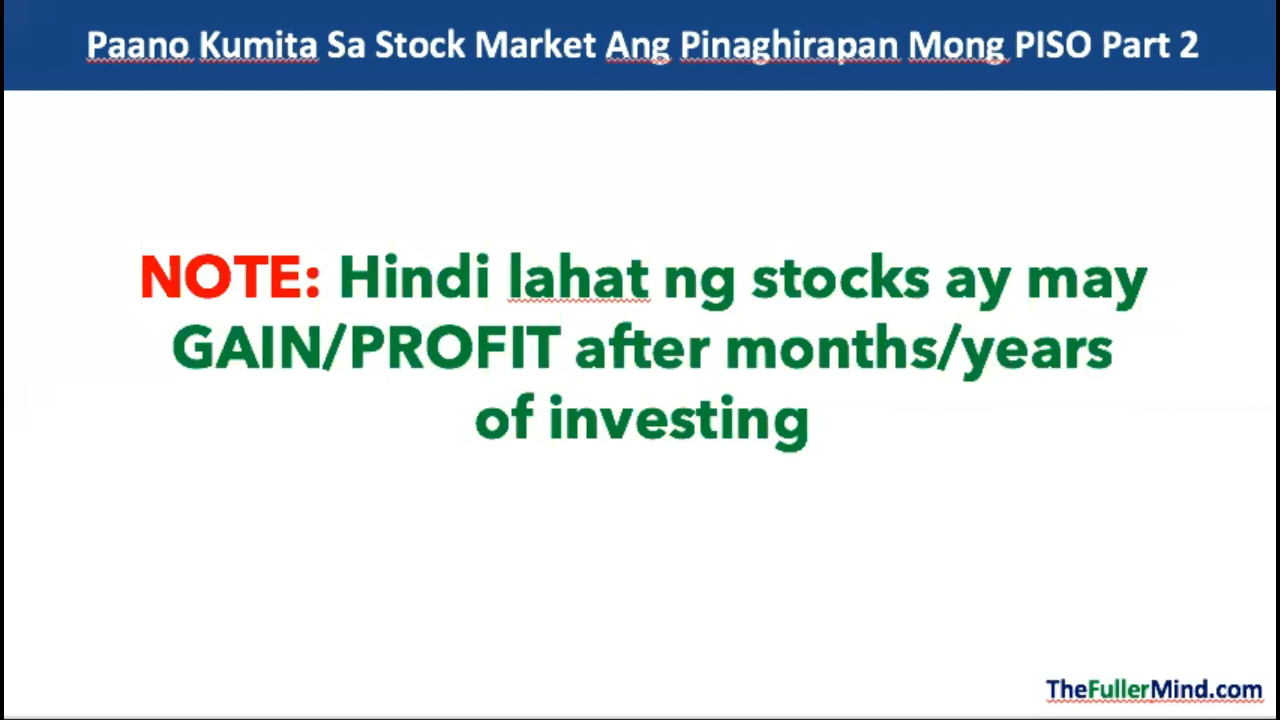 Paano Kumita Sa Stock Market Ang Pinaghirapan Mong PISO Part 2
NOTE: Hindi lahat ng stocks ay may
GAIN/PROFIT after months/years
of investing
TheFullerMind.com